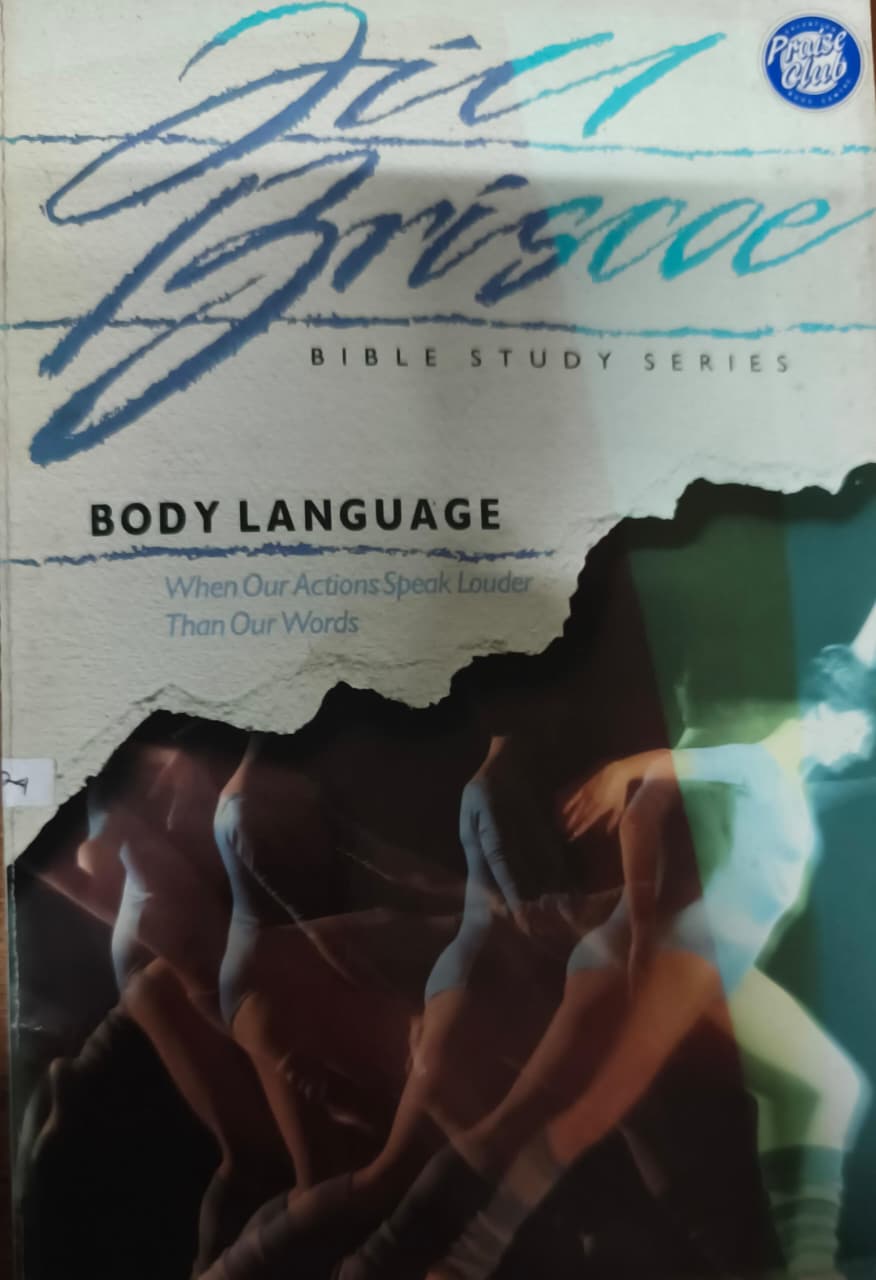 Jill
Praise
Club
Briscoe
BIBLE STUDY SERIES
BODY LANGUAGE
When Our Actions Speak Louder
Than Our Words